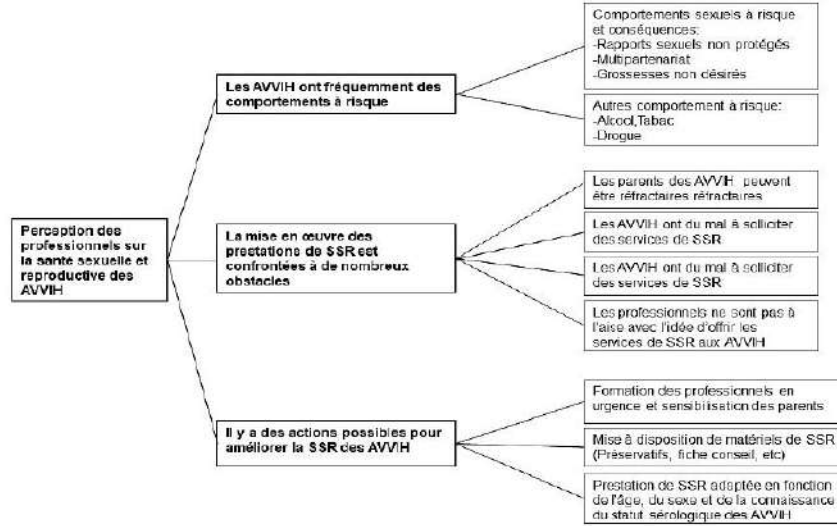 Perception des
professionnels sur
la santé sexuelle et
reproductive des
AVVIH
Les AVVIH ont fréquemment des
comportements à risque
Comportements sexuels à risque
et conséquences:
-Rapports sexuels non protégés
-Multipartenariat
-Grossesses non désirés
Autres comportement à risque:
-Alcool,Tabac
-Drogue
La mise en œuvre des
prestations de SSR est
confrontées à de nombreux
obstacles
Les parents des AVVIH peuvent
être réfractaires réfractaires
Les AVVIH ont du mal à solliciter
des services de SSR
Les AVVIH ont du mal à solliciter
des services de SSR
Les professionnels ne sont pas à
l'aise avec l'idée d'offrir les
services de SSR aux AVVIH
Il y a des actions possibles pour
améliorer la SSR des AVVIH
Formation des professionnels en
urgence et sensibilisation des parents
Mise à disposition de matériels de SSR
(Préservatifs, fiche conseil, etc)
Prestation de SSR adaptée en fonction
de l'âge, du sexe et de la connaissance
du statut sérologique des AVVIH